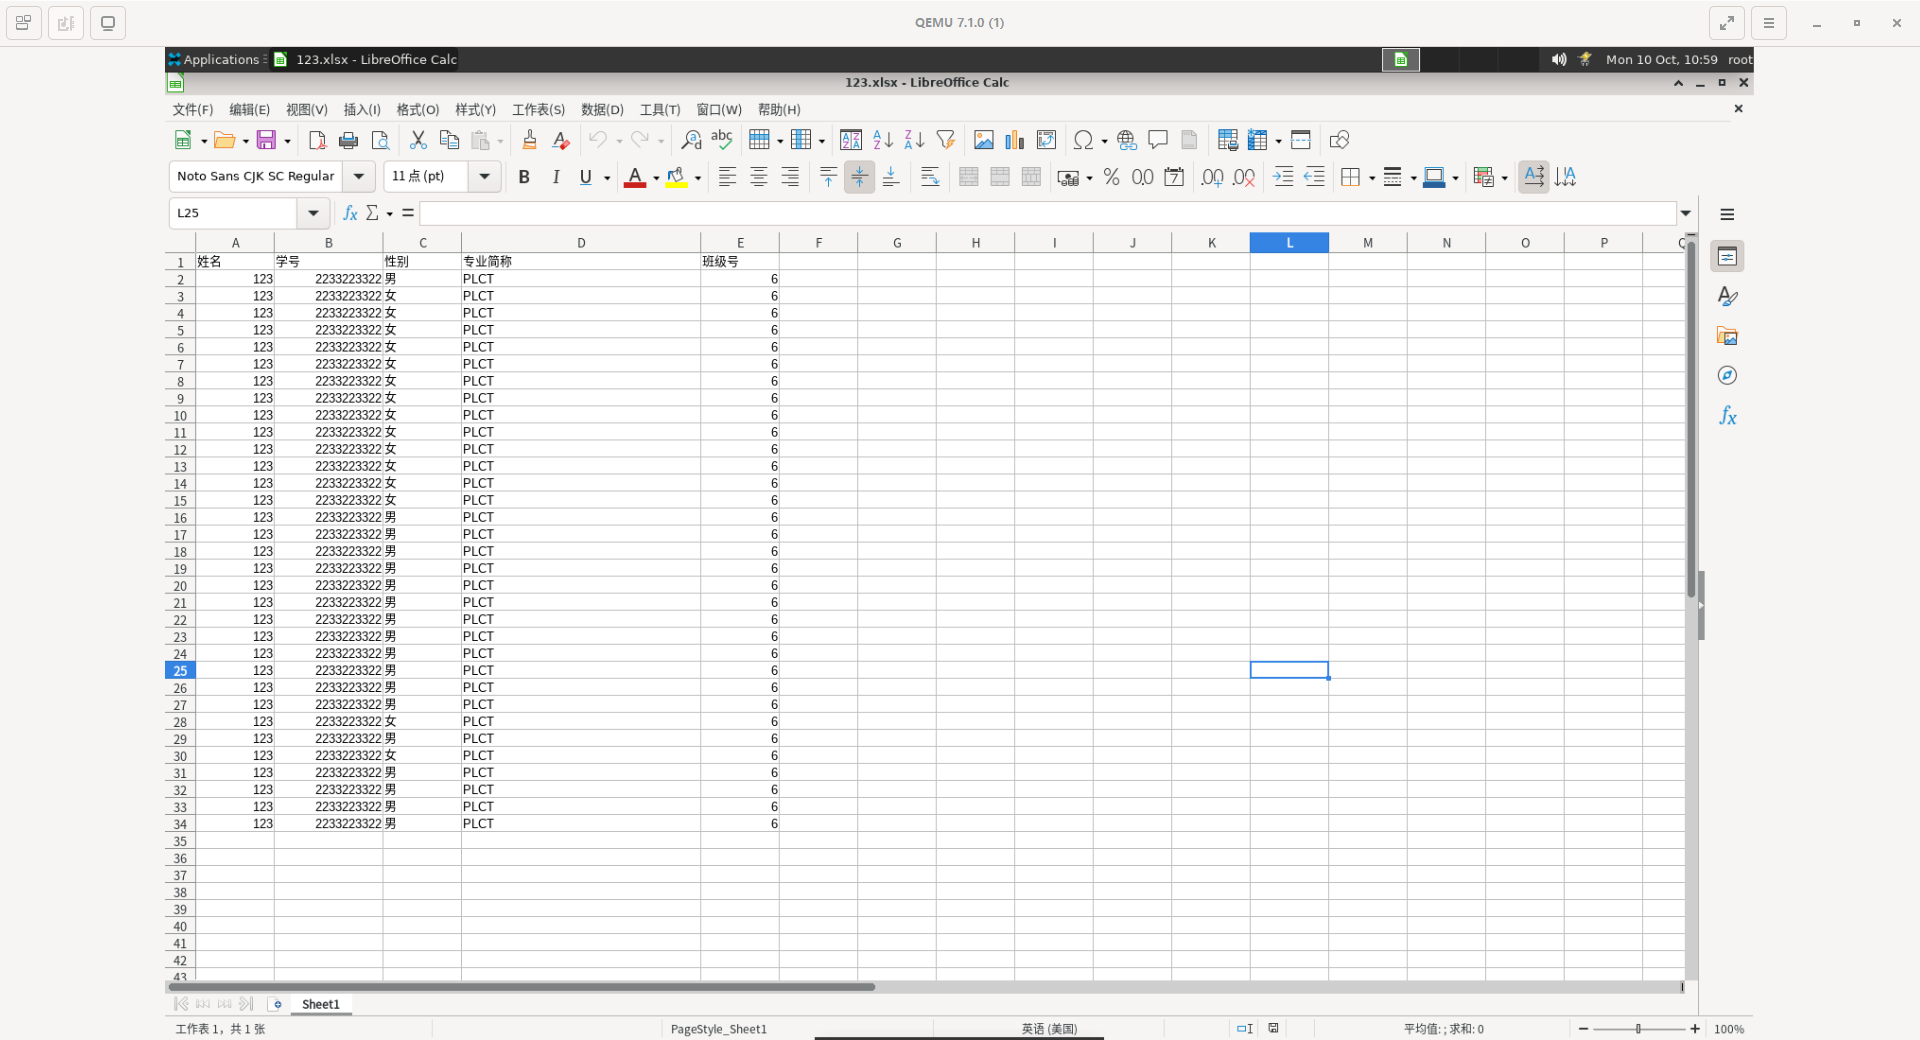 QEMU 7.1.0 (1)
Applications 123.xlsx - LibreOffice Calc Mon 10 Oct, 10:59 root
123.xlsx - LibreOffice Calc
文件(F) 编辑(E) 视图(V) 插入(I) 格式(O) 样式(Y) 工作表(S) 数据(D) 工具(T) 窗口(W) 帮助(H)
Noto Sans CJK SC Regular 11 点 (pt)
L25
A B C D E F G H I J K L M N O P Q
1 姓名 学号 性别 专业简称 班级号
2 123 2233223322 男 PLCT 6
3 123 2233223322 女 PLCT 6
4 123 2233223322 女 PLCT 6
5 123 2233223322 女 PLCT 6
6 123 2233223322 女 PLCT 6
7 123 2233223322 女 PLCT 6
8 123 2233223322 女 PLCT 6
9 123 2233223322 女 PLCT 6
10 123 2233223322 女 PLCT 6
11 123 2233223322 女 PLCT 6
12 123 2233223322 女 PLCT 6
13 123 2233223322 女 PLCT 6
14 123 2233223322 女 PLCT 6
15 123 2233223322 女 PLCT 6
16 123 2233223322 男 PLCT 6
17 123 2233223322 男 PLCT 6
18 123 2233223322 男 PLCT 6
19 123 2233223322 男 PLCT 6
20 123 2233223322 男 PLCT 6
21 123 2233223322 男 PLCT 6
22 123 2233223322 男 PLCT 6
23 123 2233223322 男 PLCT 6
24 123 2233223322 男 PLCT 6
25 123 2233223322 男 PLCT 6
26 123 2233223322 男 PLCT 6
27 123 2233223322 男 PLCT 6
28 123 2233223322 女 PLCT 6
29 123 2233223322 男 PLCT 6
30 123 2233223322 女 PLCT 6
31 123 2233223322 男 PLCT 6
32 123 2233223322 男 PLCT 6
33 123 2233223322 男 PLCT 6
34 123 2233223322 男 PLCT 6
35
36
37
38
39
40
41
42
43
Sheet1
工作表 1，共 1 张 PageStyle_Sheet1 英语 (美国) 平均值: ; 求和: 0 100%